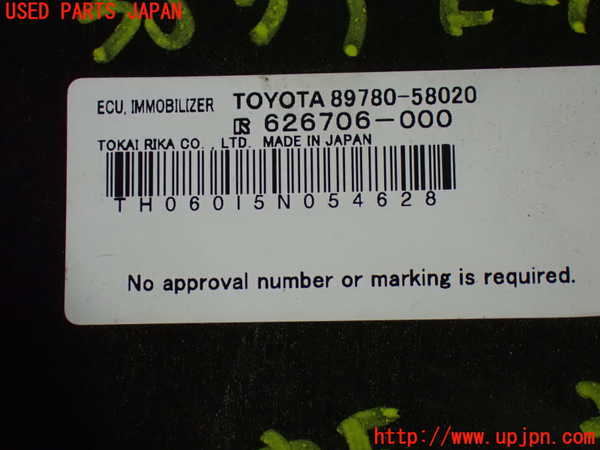 USED PARTS JAPAN
ECU, IMMOBILIZER TOYOTA 89780-58020
626706-000
TOKAI RIKA CO., LTD. MADE IN JAPAN
TH06OI5N054628
No approval number or marking is required.
http://www.upjpn.com